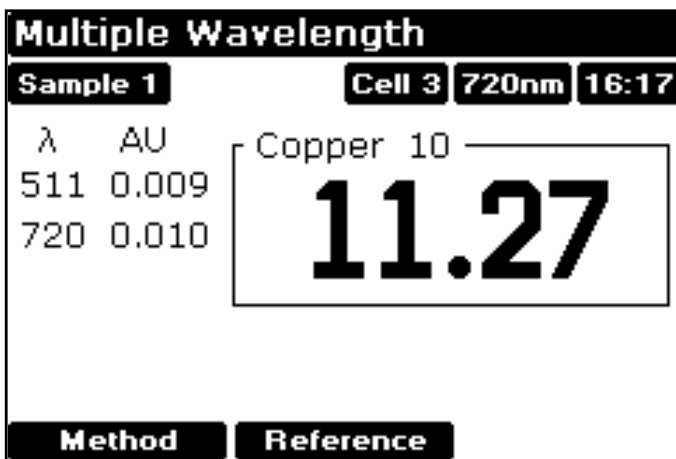 Multiple Wavelength
Sample 1 Cell 3 720nm 16:17
λ AU
511 0.009
720 0.010
Copper 10
11.27
Method Reference